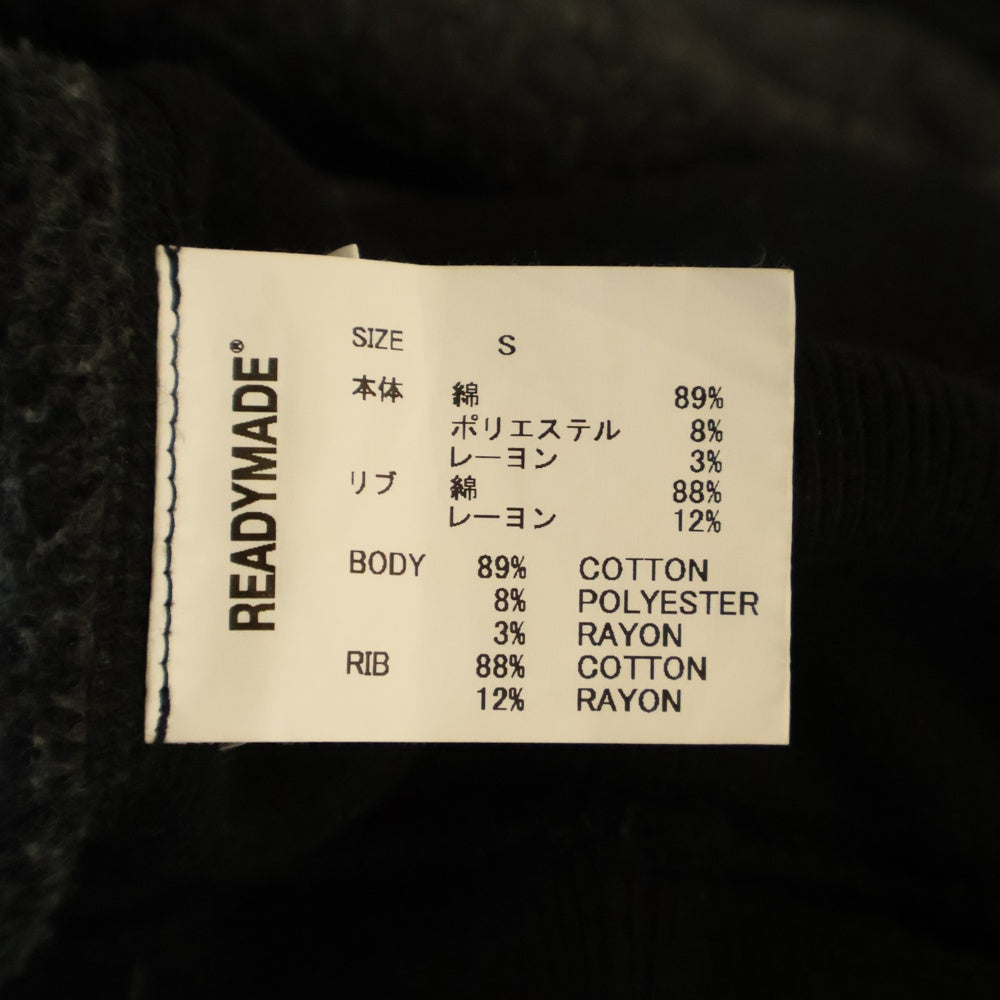 READYMADE®
SIZE S
本体 綿 89%
ポリエステル 8%
レーヨン 3%
リブ 綿 88%
レーヨン 12%
BODY 89% COTTON
8% POLYESTER
3% RAYON
RIB 88% COTTON
12% RAYON